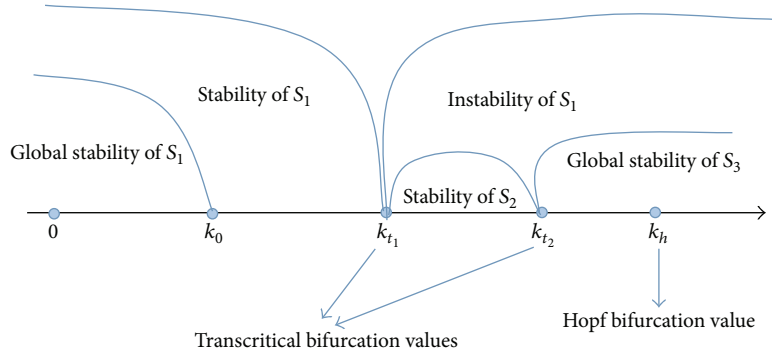 Stability of S₁
Instability of S₁
Global stability of S₁
Global stability of S₃
Stability of S₂
0
k₀
kₜ₁
kₜ₂
kₕ
Hopf bifurcation value
Transcritical bifurcation values